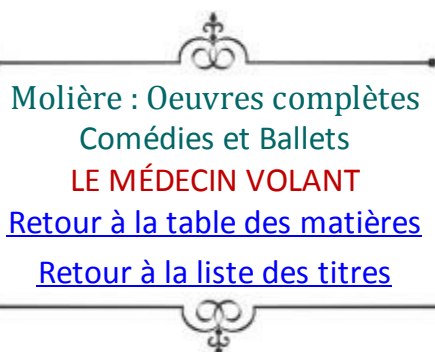 Molière : Oeuvres complètes
Comédies et Ballets
LE MÉDECIN VOLANT
Retour à la table des matières
Retour à la liste des titres